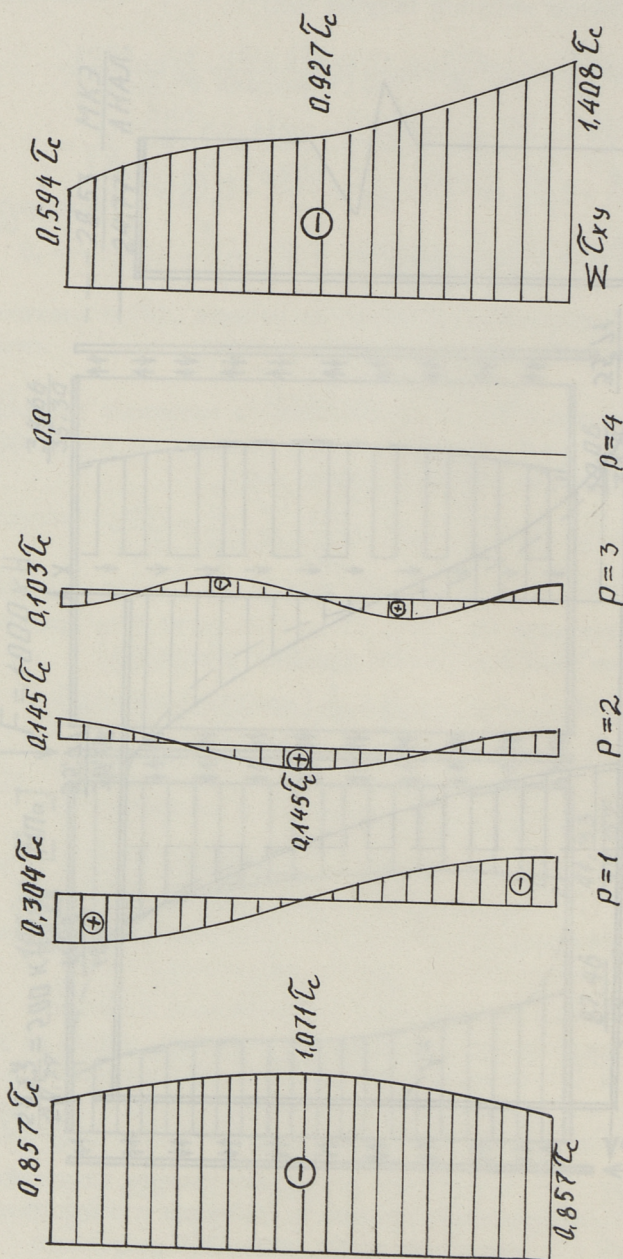 0,857 τc
0,304 τc
0,145 τc
0,103 τc
0,0
0,594 τc
+
−
+
−
1,071 τc
0,145 τc
0,927 τc
−
+
−
0,857 τc
ρ=1
ρ=2
ρ=3
ρ=4
Σ τxy
1,408 τc